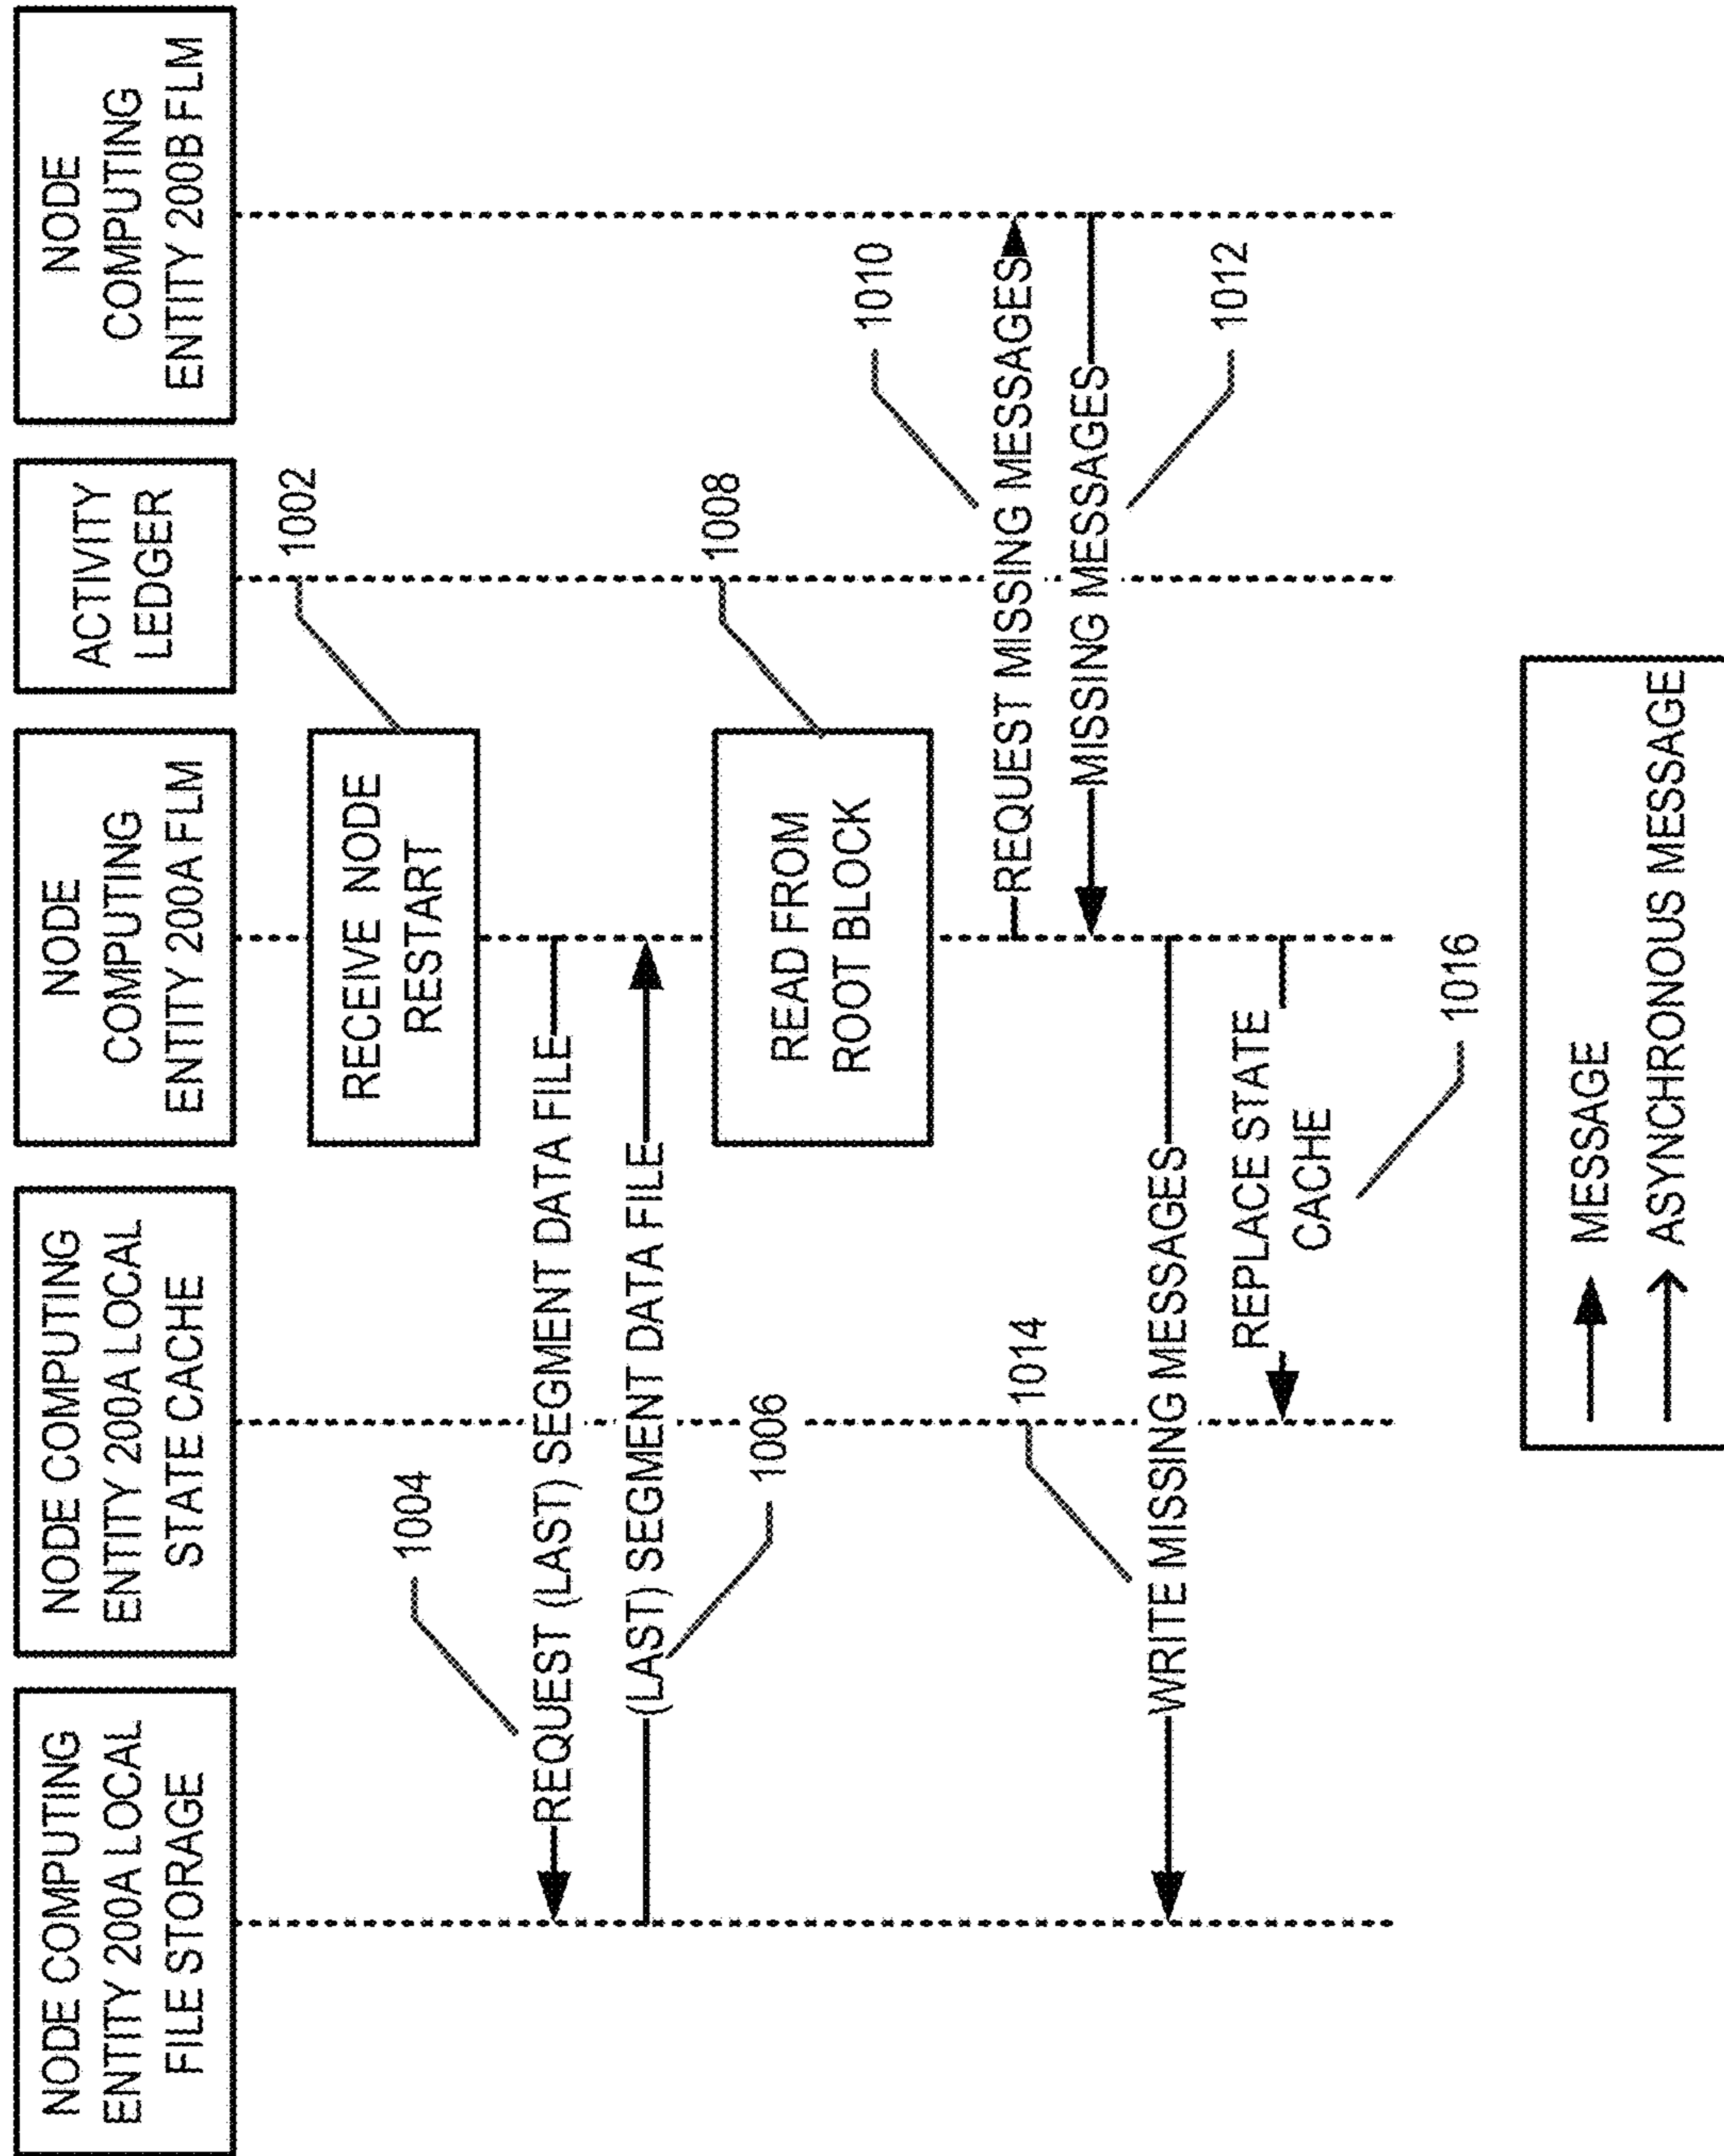 NODE COMPUTING
ENTITY 200A LOCAL
FILE STORAGE
NODE COMPUTING
ENTITY 200A LOCAL
STATE CACHE
NODE
COMPUTING
ENTITY 200A FLM
ACTIVITY
LEDGER
NODE
COMPUTING
ENTITY 200B FLM
1002
RECEIVE NODE
RESTART
1004
REQUEST (LAST) SEGMENT DATA FILE
(LAST) SEGMENT DATA FILE
1006
1008
READ FROM
ROOT BLOCK
1010
REQUEST MISSING MESSAGES
MISSING MESSAGES
1012
1014
WRITE MISSING MESSAGES
REPLACE STATE
CACHE
1016
MESSAGE
ASYNCHRONOUS MESSAGE